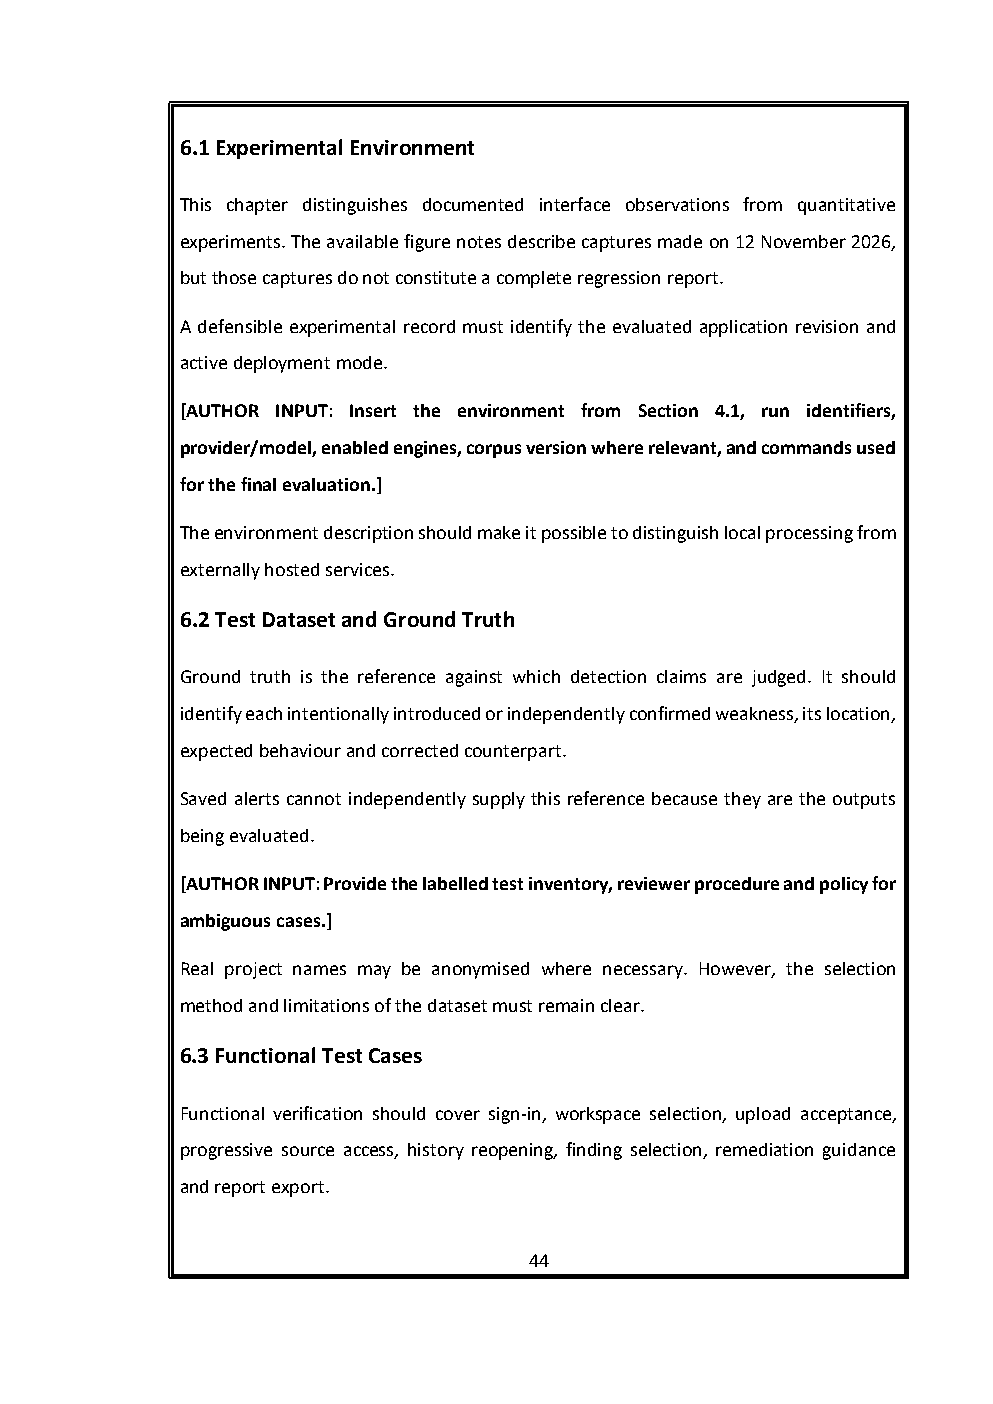 6.1 Experimental Environment
This chapter distinguishes documented interface observations from quantitative
experiments. The available figure notes describe captures made on 12 November 2026,
but those captures do not constitute a complete regression report.
A defensible experimental record must identify the evaluated application revision and
active deployment mode.
[AUTHOR INPUT: Insert the environment from Section 4.1, run identifiers,
provider/model, enabled engines, corpus version where relevant, and commands used
for the final evaluation.]
The environment description should make it possible to distinguish local processing from
externally hosted services.
6.2 Test Dataset and Ground Truth
Ground truth is the reference against which detection claims are judged. It should
identify each intentionally introduced or independently confirmed weakness, its location,
expected behaviour and corrected counterpart.
Saved alerts cannot independently supply this reference because they are the outputs
being evaluated.
[AUTHOR INPUT: Provide the labelled test inventory, reviewer procedure and policy for
ambiguous cases.]
Real project names may be anonymised where necessary. However, the selection
method and limitations of the dataset must remain clear.
6.3 Functional Test Cases
Functional verification should cover sign-in, workspace selection, upload acceptance,
progressive source access, history reopening, finding selection, remediation guidance
and report export.
44